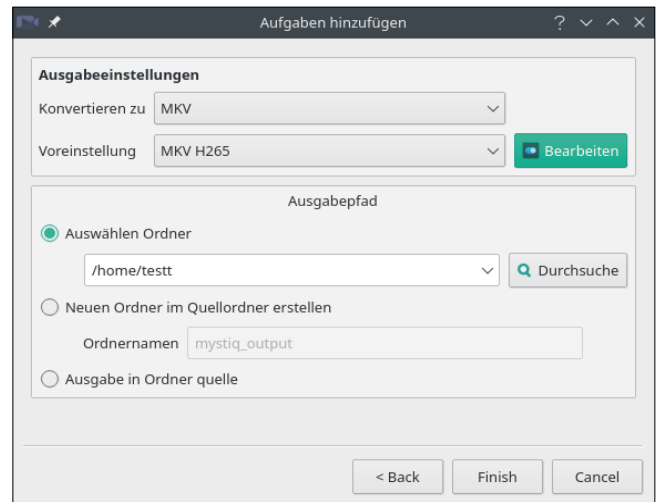 Aufgaben hinzufügen
Ausgabeeinstellungen
Konvertieren zu MKV
Voreinstellung MKV H265 Bearbeiten
Ausgabepfad
Auswählen Ordner
/home/testt Durchsuche
Neuen Ordner im Quellordner erstellen
Ordnernamen mystiq_output
Ausgabe in Ordner quelle
< Back Finish Cancel